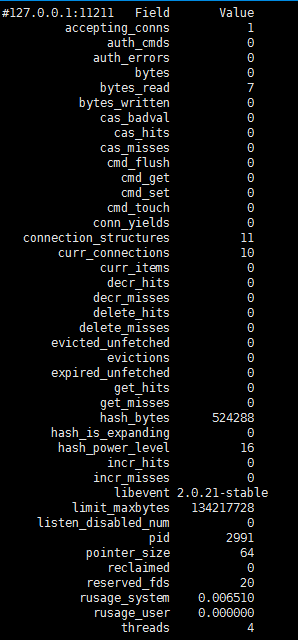 #127.0.0.1:11211 Field Value
accepting_conns 1
auth_cmds 0
auth_errors 0
bytes 0
bytes_read 7
bytes_written 0
cas_badval 0
cas_hits 0
cas_misses 0
cmd_flush 0
cmd_get 0
cmd_set 0
cmd_touch 0
conn_yields 0
connection_structures 11
curr_connections 10
curr_items 0
decr_hits 0
decr_misses 0
delete_hits 0
delete_misses 0
evicted_unfetched 0
evictions 0
expired_unfetched 0
get_hits 0
get_misses 0
hash_bytes 524288
hash_is_expanding 0
hash_power_level 16
incr_hits 0
incr_misses 0
libevent 2.0.21-stable
limit_maxbytes 134217728
listen_disabled_num 0
pid 2991
pointer_size 64
reclaimed 0
reserved_fds 20
rusage_system 0.006510
rusage_user 0.000000
threads 4